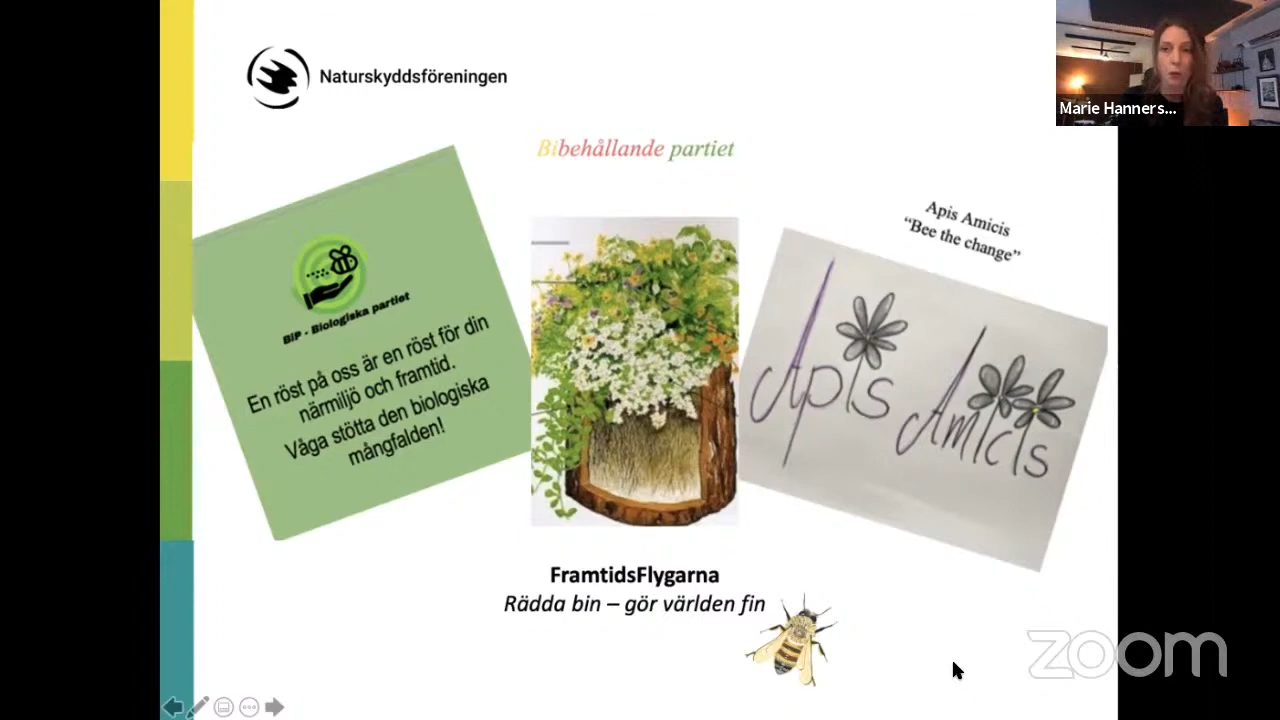 Naturskyddsföreningen
Marie Hanners...
Bibehållande partiet
BIP - Biologiska partiet
En röst på oss är en röst för din
närmiljö och framtid.
Våga stötta den biologiska
mångfalden!
Apis Amicis
“Bee the change”
Apis
Amicis
FramtidsFlygarna
Rädda bin – gör världen fin
zoom